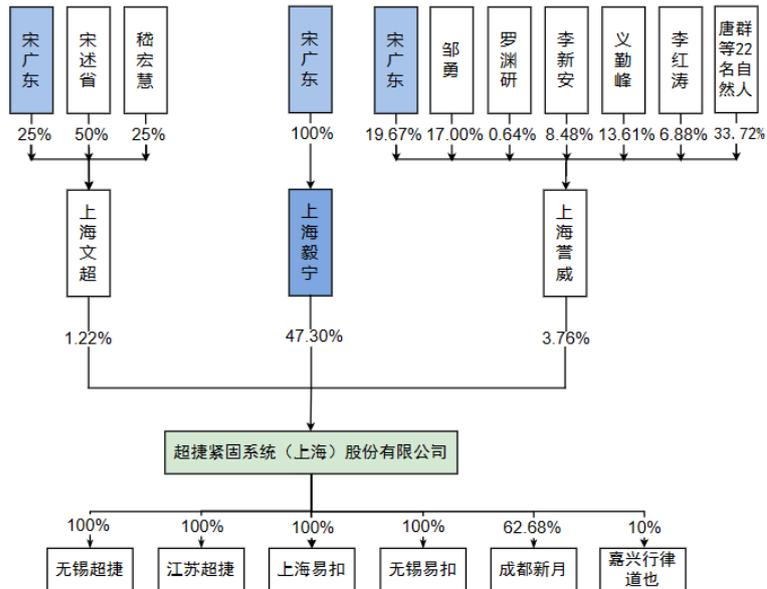 宋广东
宋述省
嵇宏慧
宋广东
宋广东
邹勇
罗渊研
李新安
义勤峰
李红涛
唐群等22名自然人
25%
50%
25%
100%
19.67%
17.00%
0.64%
8.48%
13.61%
6.88%
33.72%
上海文超
上海毅宁
上海誉威
1.22%
47.30%
3.76%
超捷紧固系统（上海）股份有限公司
100%
100%
100%
100%
62.68%
10%
无锡超捷
江苏超捷
上海易扣
无锡易扣
成都新月
嘉兴行律
道也